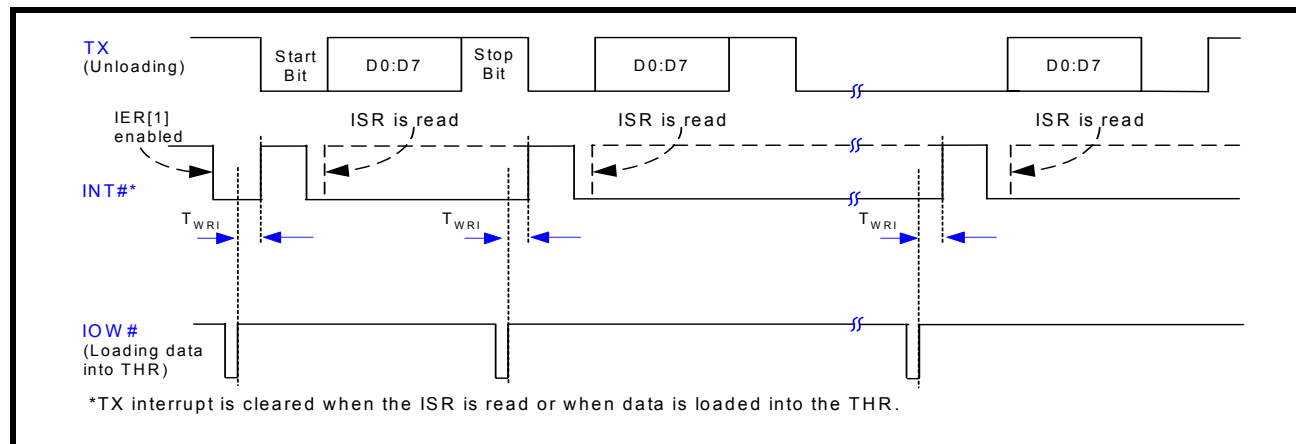 TX
(Unloading)
Start
Bit
D0:D7
Stop
Bit
D0:D7
D0:D7
IER[1]
enabled
ISR is read
ISR is read
ISR is read
INT#*
TWRI
TWRI
TWRI
IOW#
(Loading data
into THR)
*TX interrupt is cleared when the ISR is read or when data is loaded into the THR.